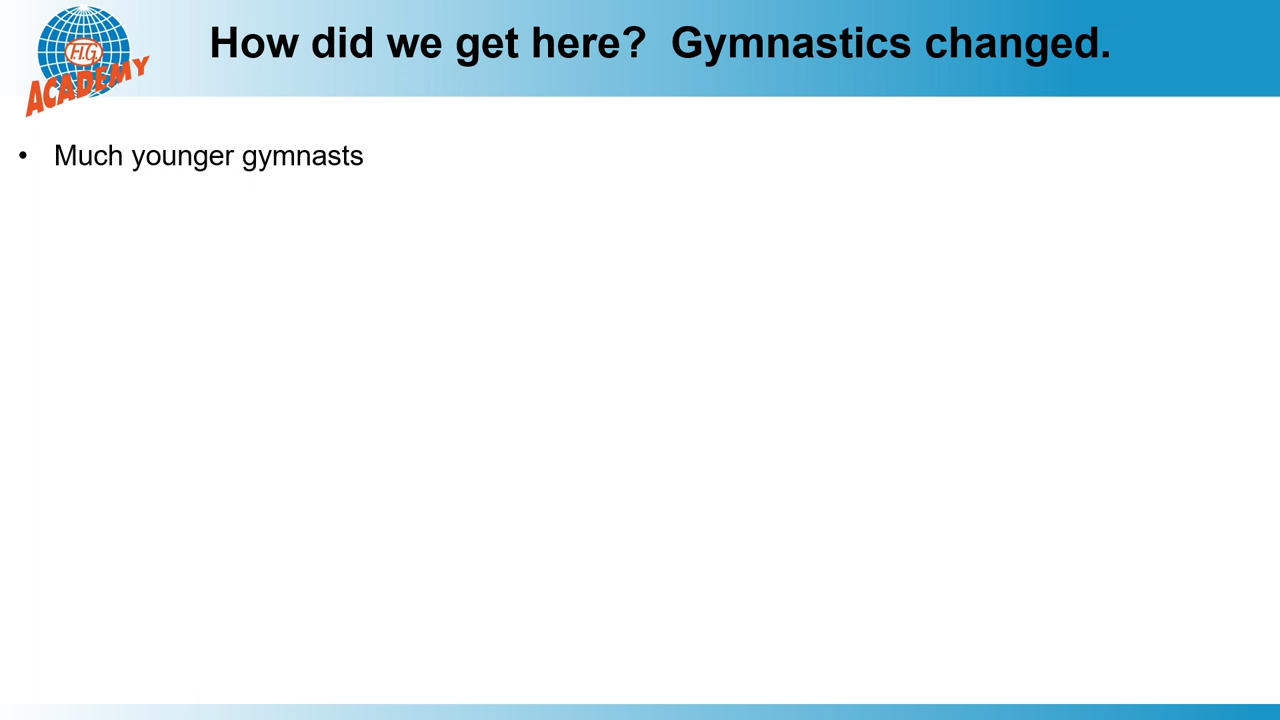 How did we get here?  Gymnastics changed.
F.I.G.
ACADEMY
• Much younger gymnasts